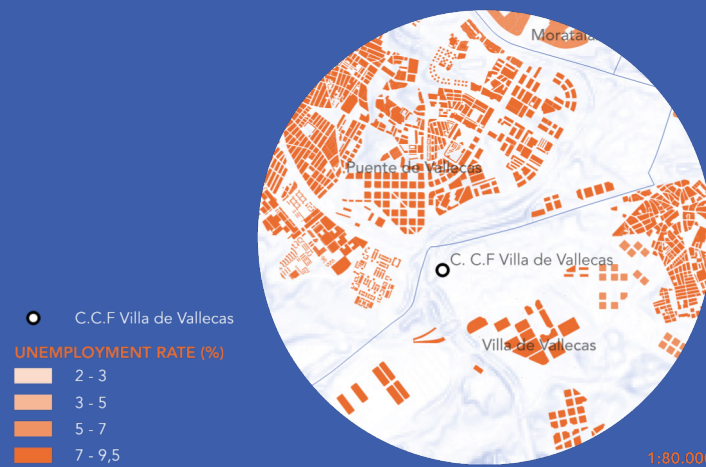 Moratala
Puente de Vallecas
C. C.F Villa de Vallecas
Villa de Vallecas
C.C.F Villa de Vallecas
UNEMPLOYMENT RATE (%)
2 - 3
3 - 5
5 - 7
7 - 9,5
1:80.000